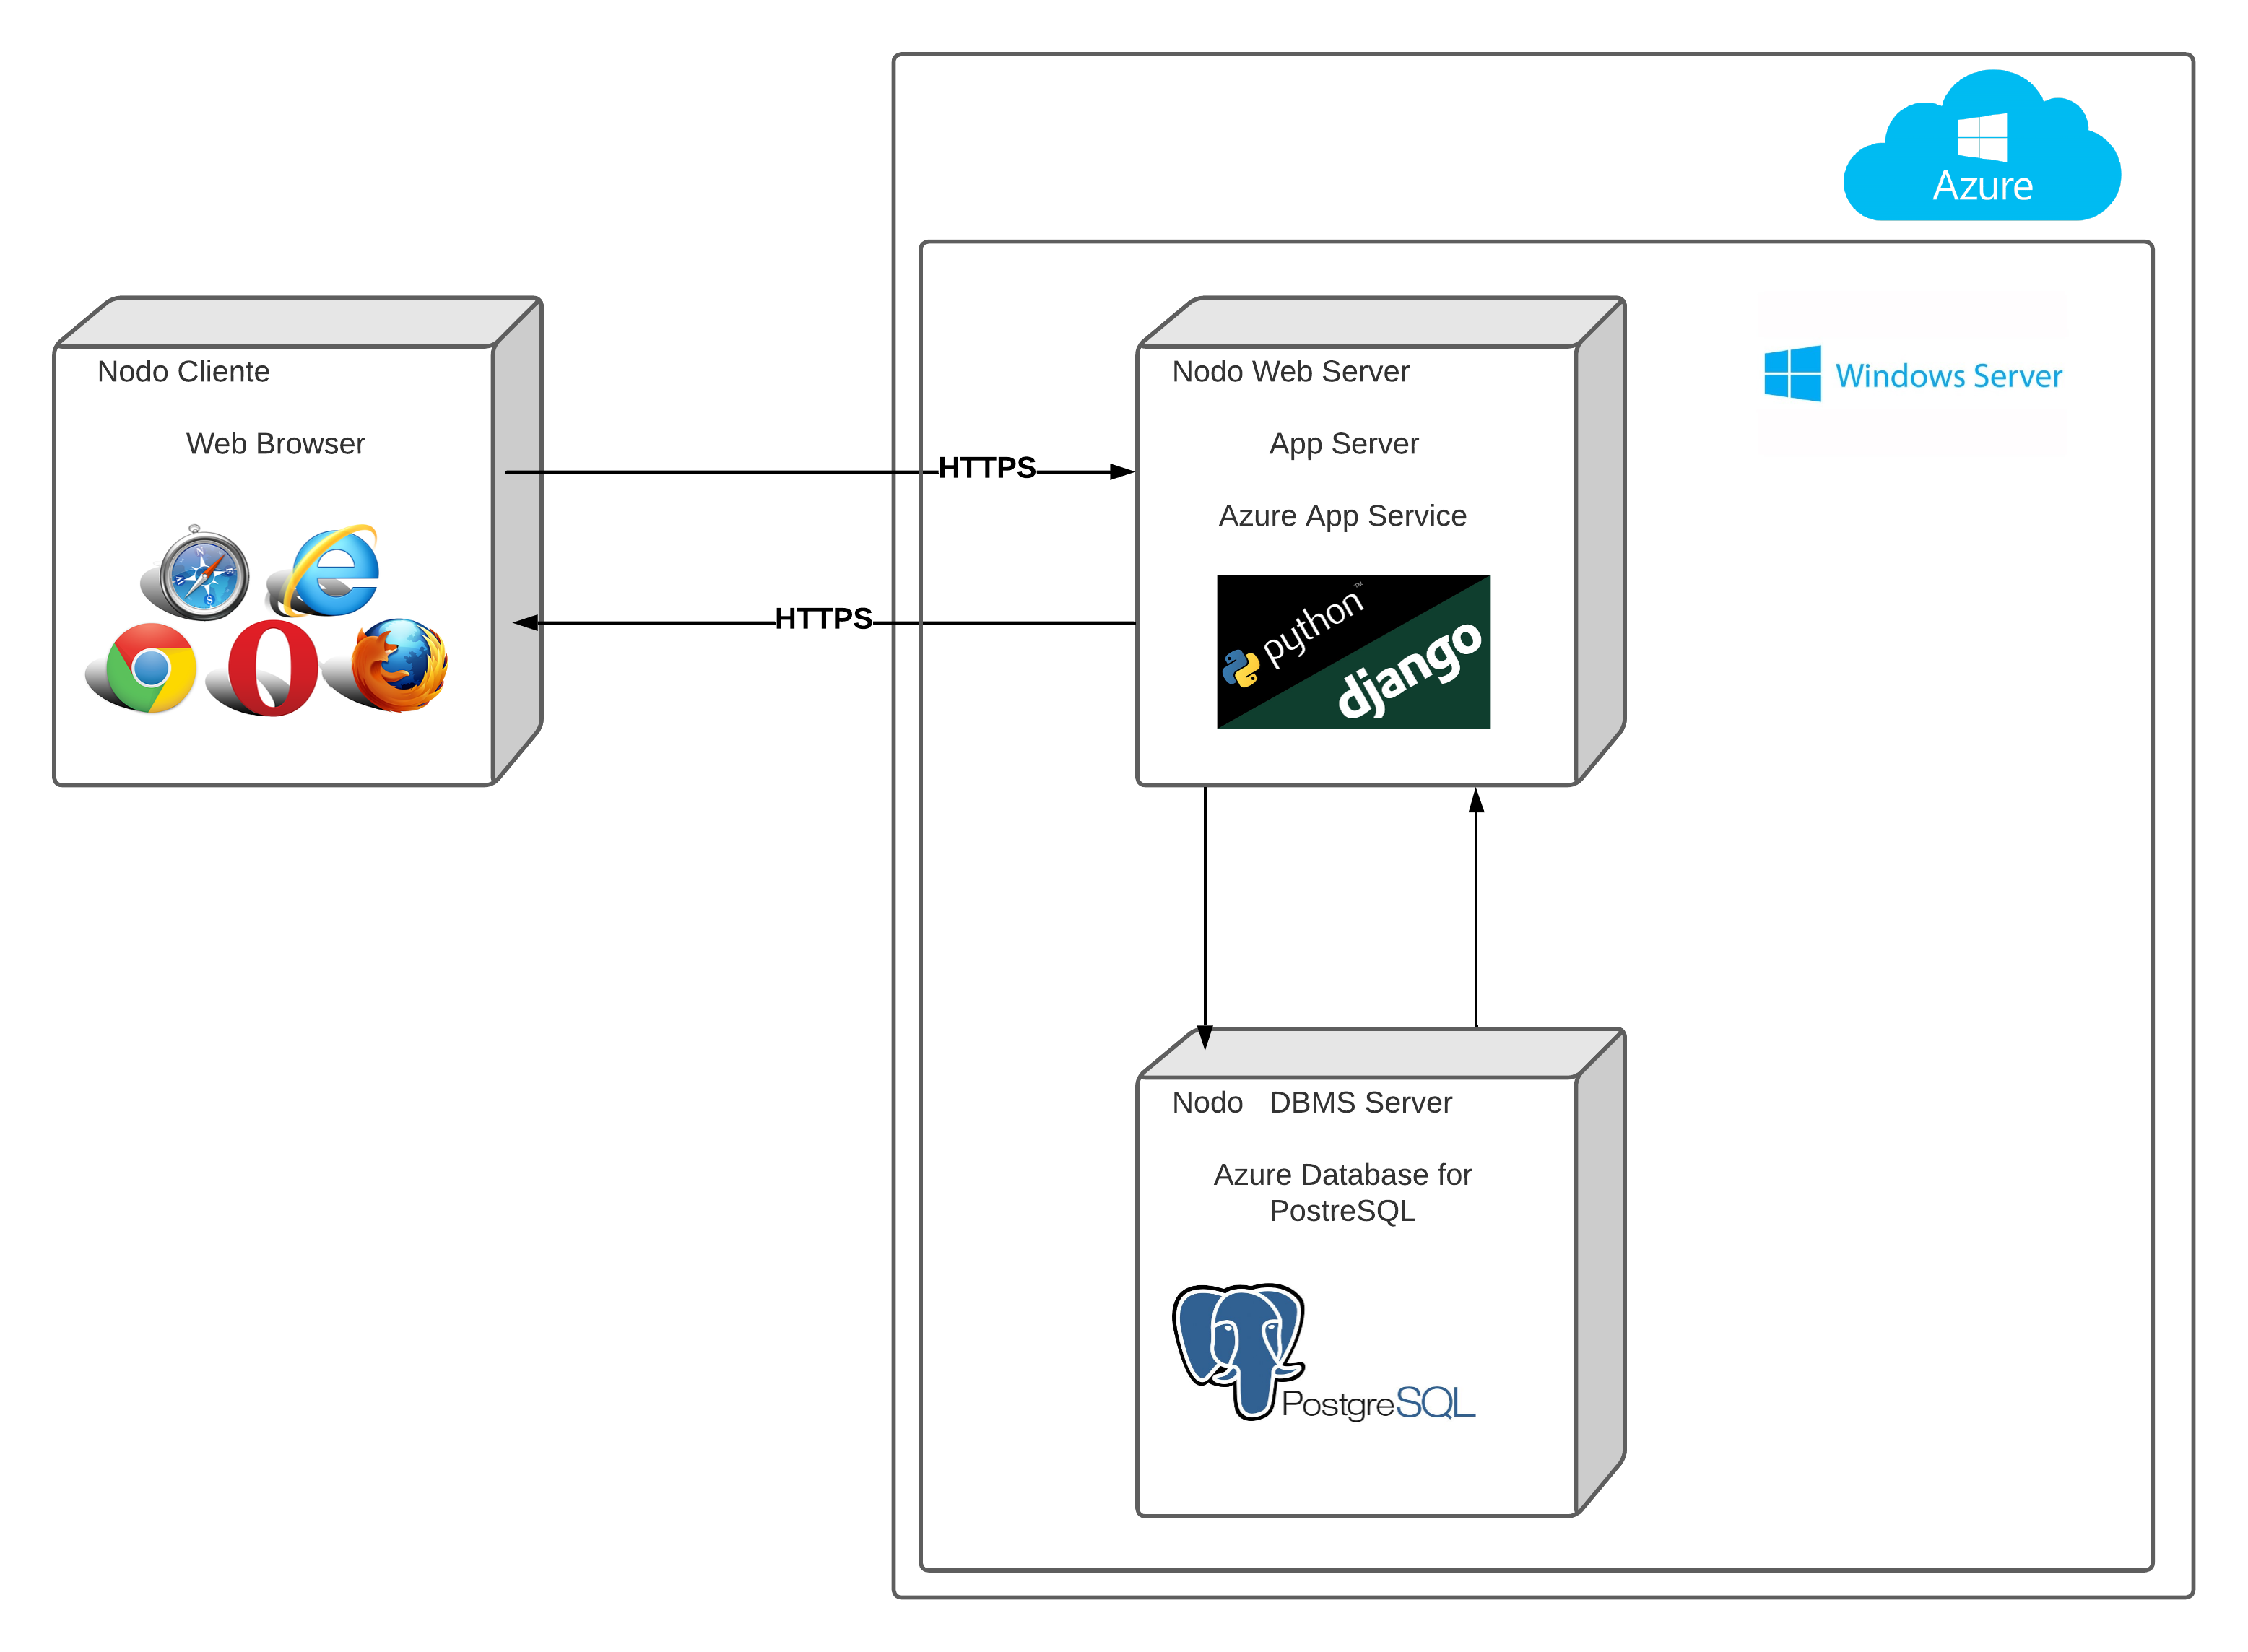 Azure
Windows Server
Nodo Cliente
Web Browser
HTTPS
HTTPS
Nodo Web Server
App Server
Azure App Service
python™
django
Nodo DBMS Server
Azure Database for
PostreSQL
PostgreSQL